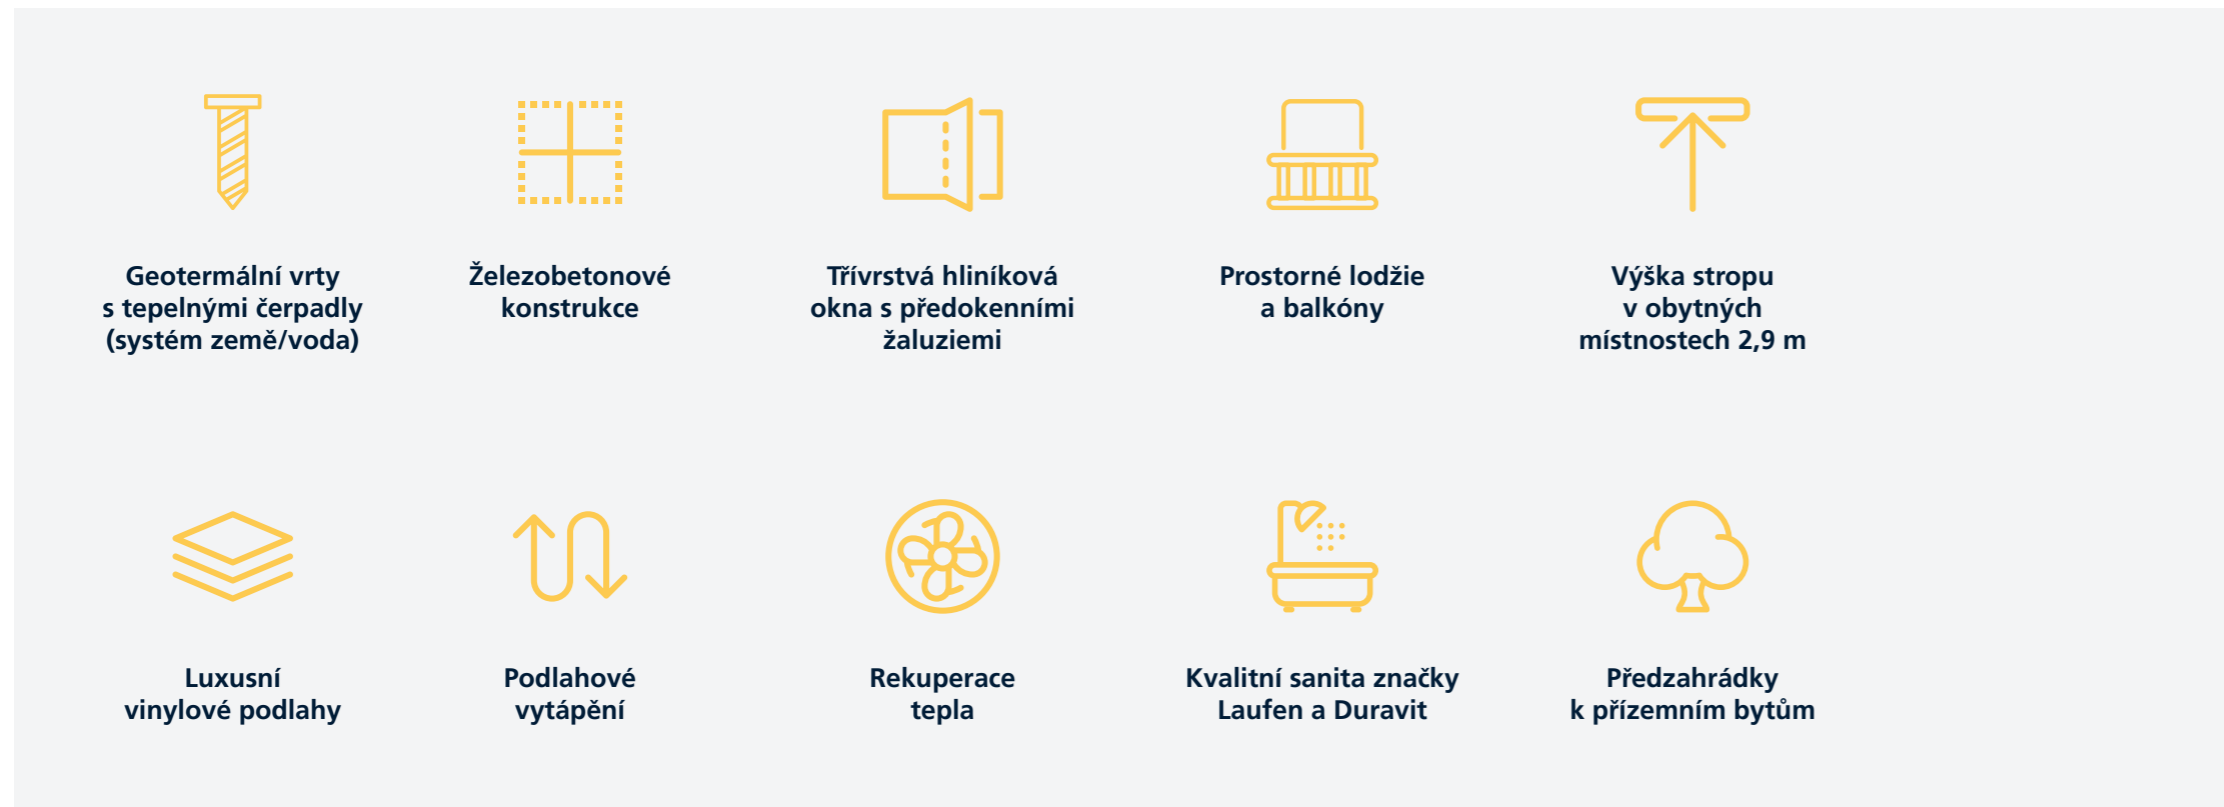 Geotermální vrty
s tepelnými čerpadly
(systém země/voda)
Železobetonové
konstrukce
Třívrstvá hliníková
okna s předokenními
žaluziemi
Prostorné lodžie
a balkóny
Výška stropu
v obytných
místnostech 2,9 m
Luxusní
vinylové podlahy
Podlahové
vytápění
Rekuperace
tepla
Kvalitní sanita značky
Laufen a Duravit
Předzahrádky
k přízemním bytům